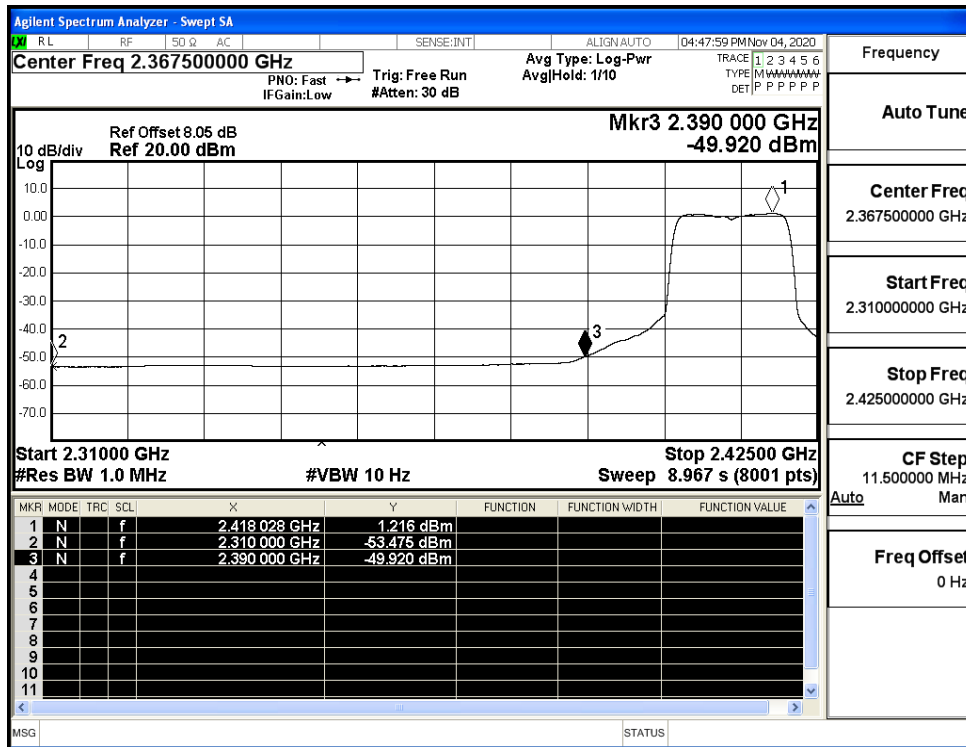 Agilent Spectrum Analyzer - Swept SA
LXI RL RF 50 Ω AC SENSE:INT ALIGNAUTO 04:47:59 PM Nov 04, 2020
Center Freq 2.367500000 GHz
PNO: Fast
IFGain:Low
Trig: Free Run
#Atten: 30 dB
Avg Type: Log-Pwr
Avg|Hold: 1/10
TRACE 1 2 3 4 5 6
TYPE M W W W W W
DET P P P P P P
Ref Offset 8.05 dB
10 dB/div Ref 20.00 dBm
Log
Mkr3 2.390 000 GHz
-49.920 dBm
10.0
0.00
-10.0
-20.0
-30.0
-40.0
-50.0
-60.0
-70.0
1
2
3
Start 2.31000 GHz Stop 2.42500 GHz
#Res BW 1.0 MHz #VBW 10 Hz Sweep 8.967 s (8001 pts)
MKR MODE TRC SCL X Y FUNCTION FUNCTION WIDTH FUNCTION VALUE
1 N f 2.418 028 GHz 1.216 dBm
2 N f 2.310 000 GHz -53.475 dBm
3 N f 2.390 000 GHz -49.920 dBm
4
5
6
7
8
9
10
11
MSG STATUS
Frequency
Auto Tune
Center Freq
2.367500000 GHz
Start Freq
2.310000000 GHz
Stop Freq
2.425000000 GHz
CF Step
11.500000 MHz
Auto Man
Freq Offset
0 Hz